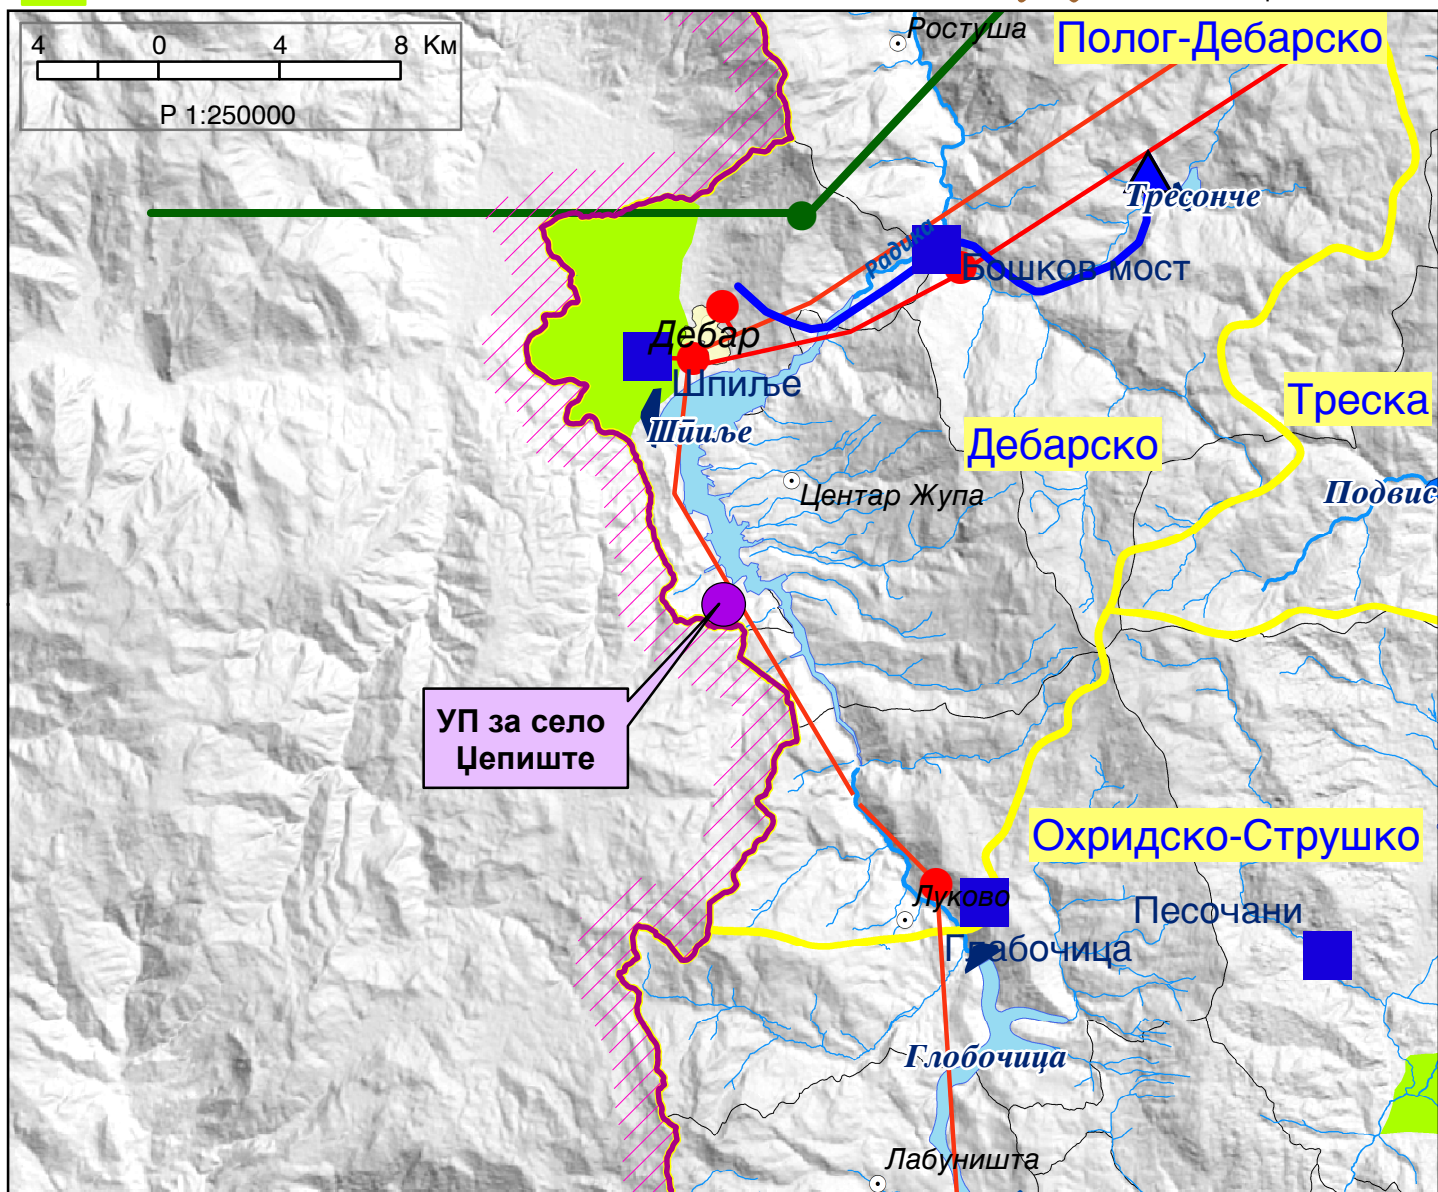 4 0 4 8 Км
Р 1:250000
Ростуша
Полог-Дебарско
Тресонче
Радика
Бошков мост
Дебар
Шпиље
Шпиље
Треска
Дебарско
Центар Жупа
Подвис
УП за село
Џепиште
Охридско-Струшко
Луково
Песочани
Глабочица
Глобочица
Лабуништа